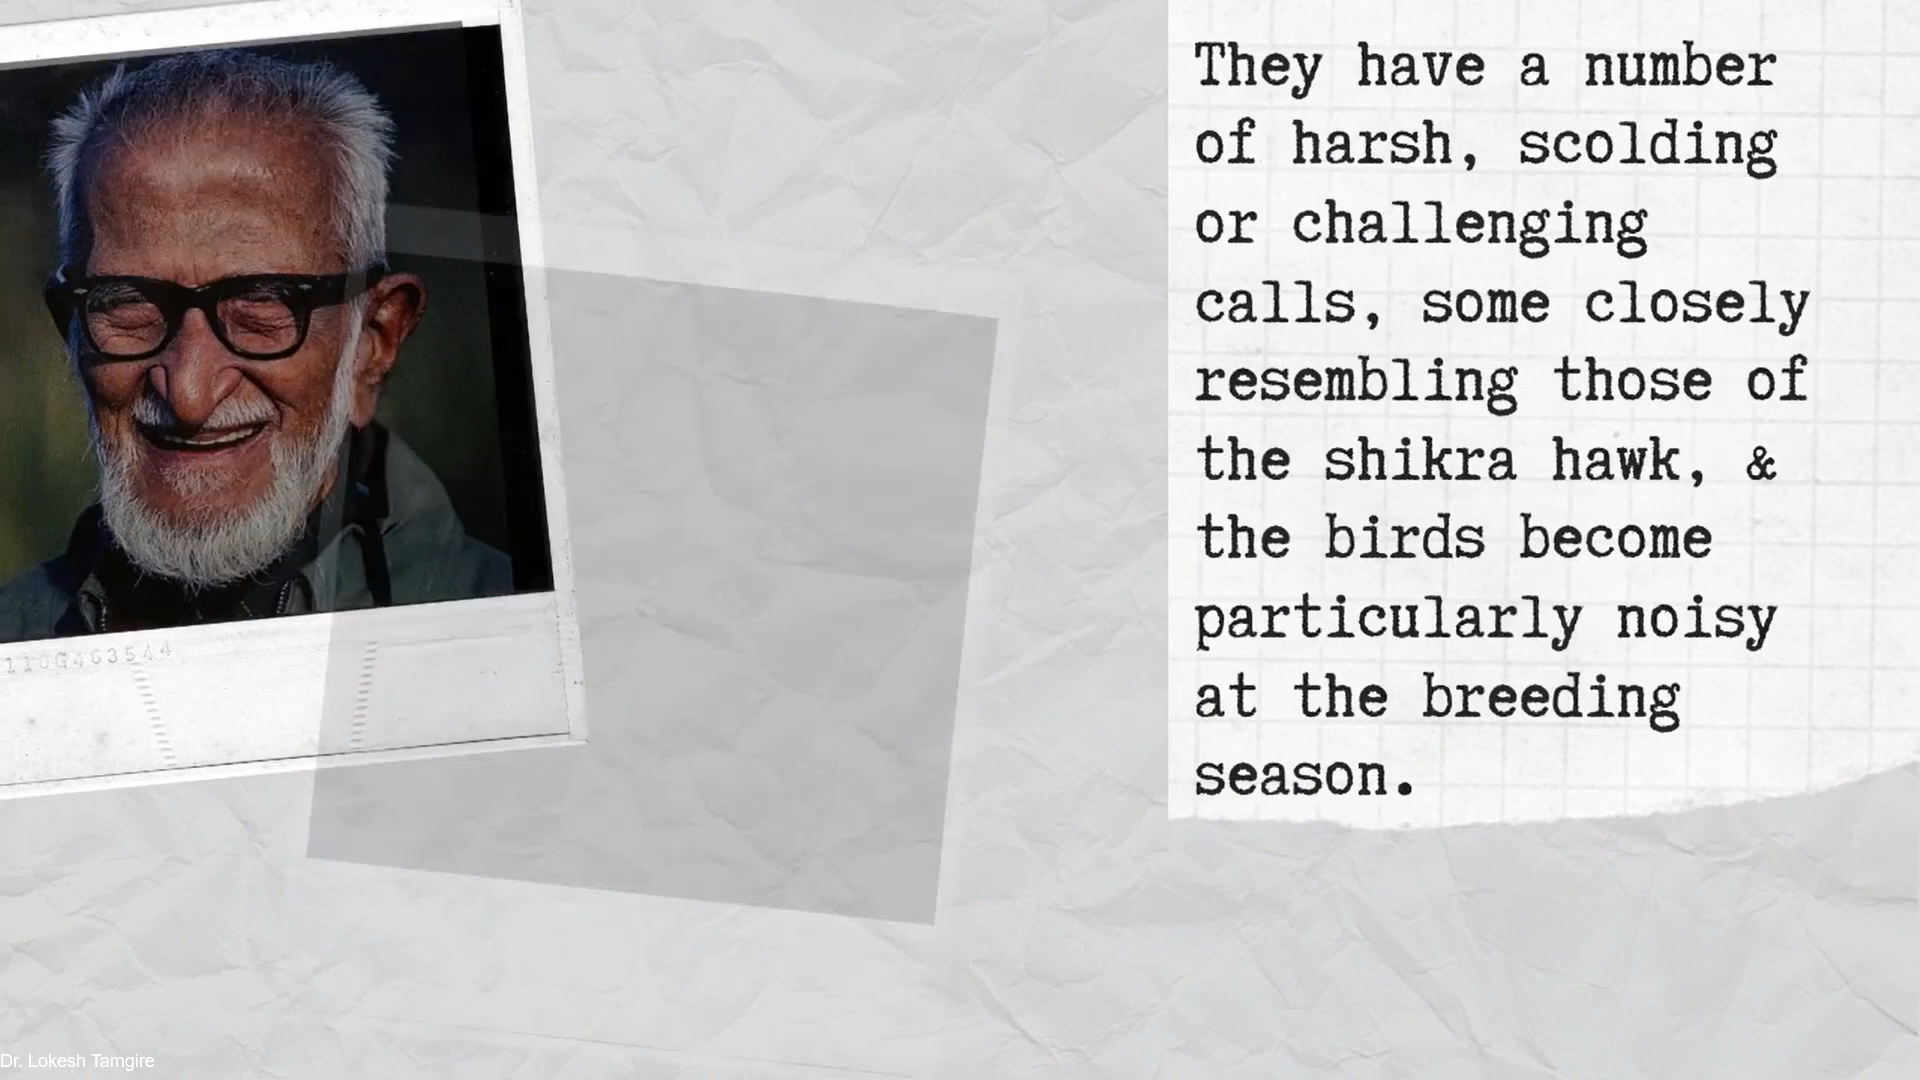 They have a number
of harsh, scolding
or challenging
calls, some closely
resembling those of
the shikra hawk, &
the birds become
particularly noisy
at the breeding
season.
110G463544
Dr. Lokesh Tamgire